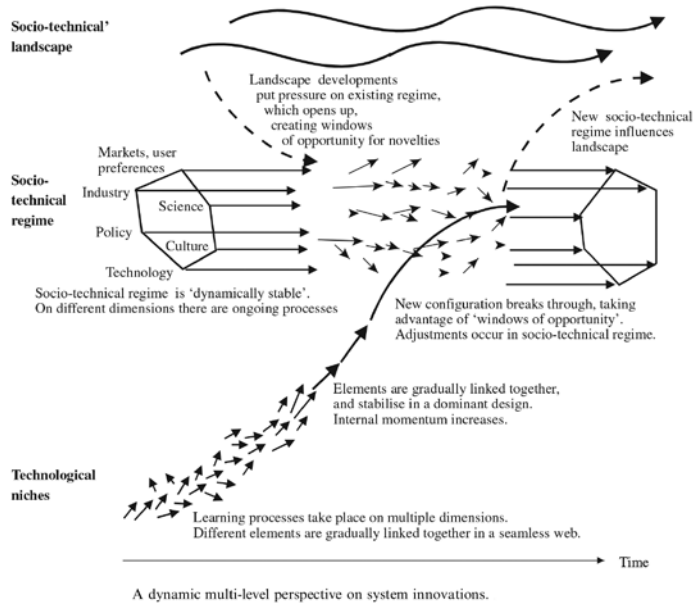 Socio-technical’
landscape
Landscape developments
put pressure on existing regime,
which opens up,
creating windows
of opportunity for novelties
New socio-technical
regime influences
landscape
Socio-
technical
regime
Markets, user
preferences
Industry
Science
Policy
Culture
Technology
Socio-technical regime is ‘dynamically stable’.
On different dimensions there are ongoing processes
New configuration breaks through, taking
advantage of ‘windows of opportunity’.
Adjustments occur in socio-technical regime.
Elements are gradually linked together,
and stabilise in a dominant design.
Internal momentum increases.
Technological
niches
Learning processes take place on multiple dimensions.
Different elements are gradually linked together in a seamless web.
Time
A dynamic multi-level perspective on system innovations.